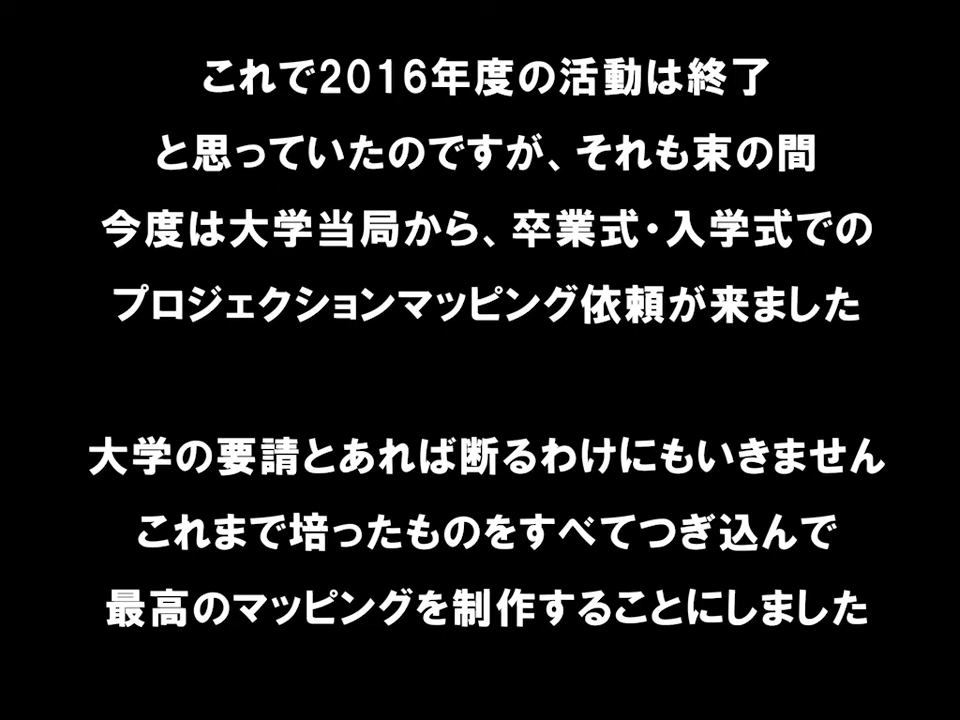 これで2016年度の活動は終了
と思っていたのですが、それも束の間
今度は大学当局から、卒業式・入学式での
プロジェクションマッピング依頼が来ました
大学の要請とあれば断るわけにもいきません
これまで培ったものをすべてつぎ込んで
最高のマッピングを制作することにしました